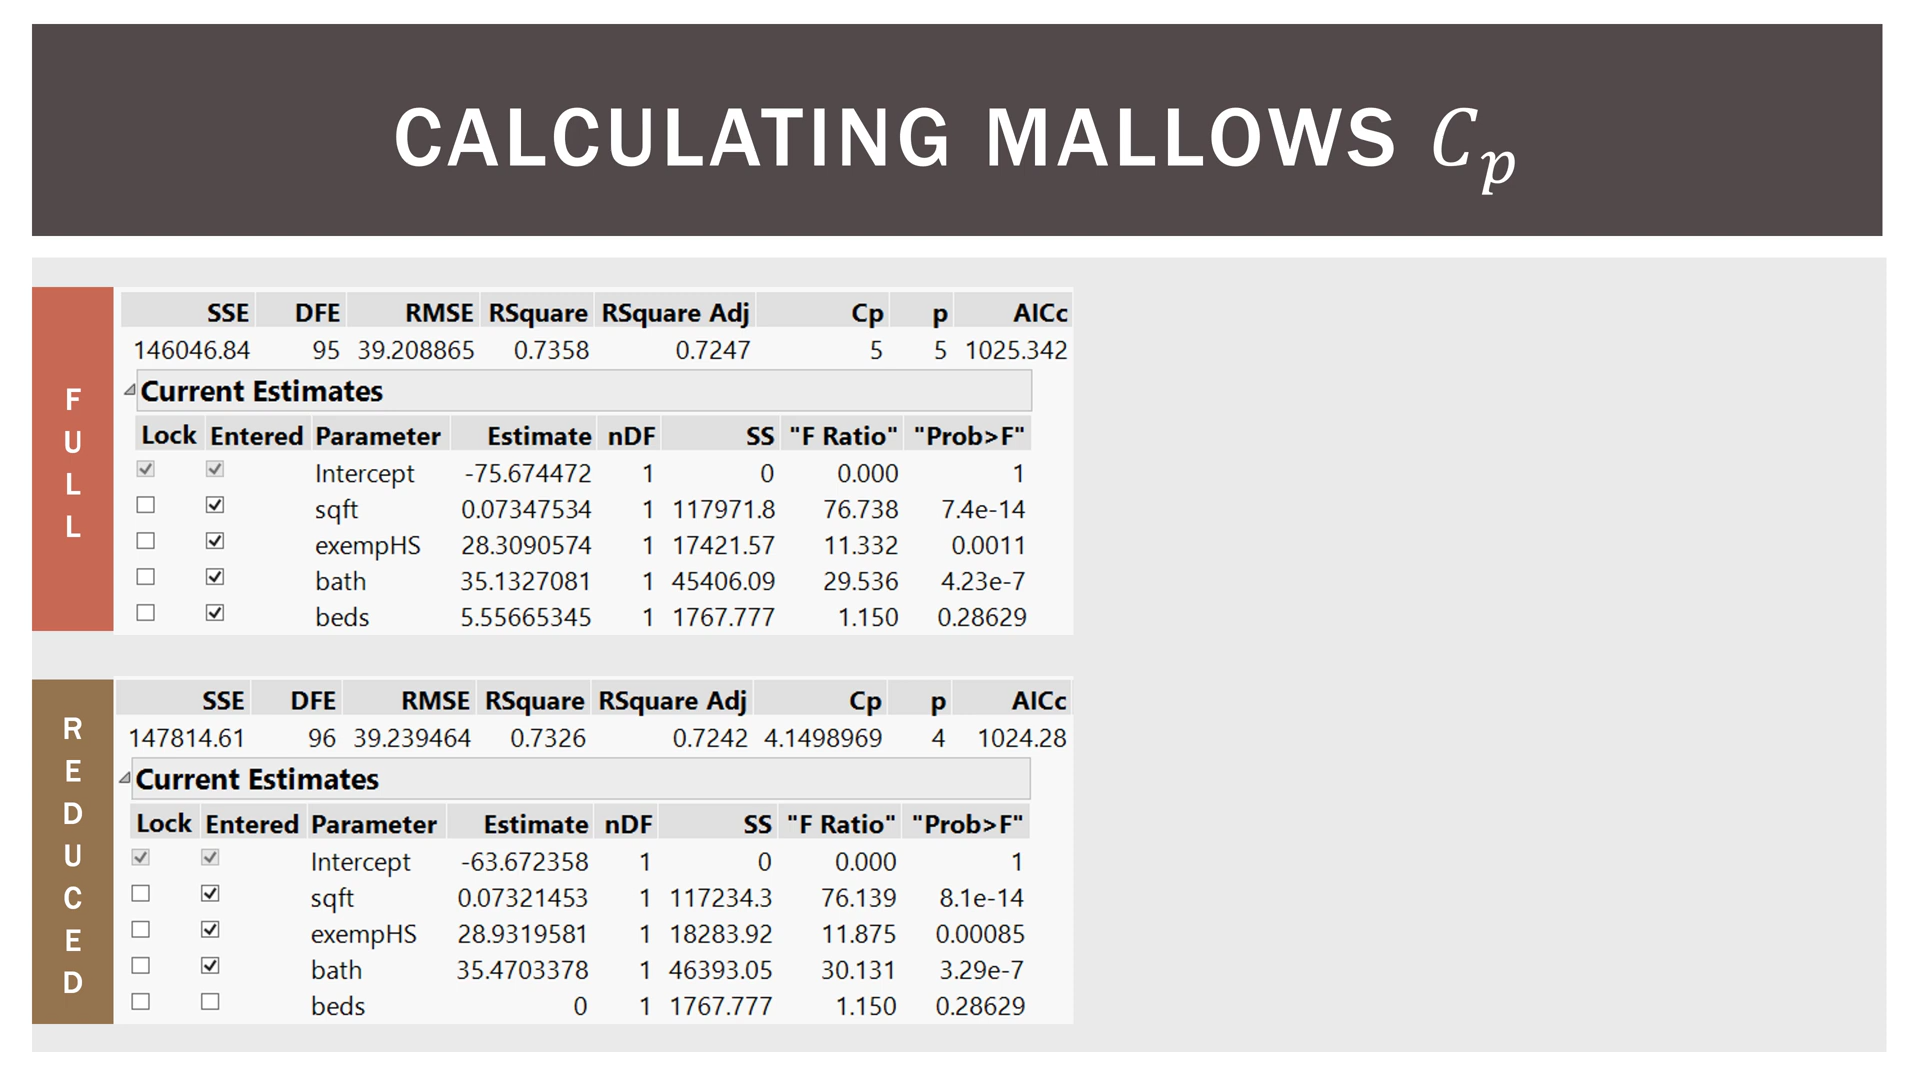 CALCULATING MALLOWS Cp
FULL
SSE DFE RMSE RSquare RSquare Adj Cp p AICc
146046.84 95 39.208865 0.7358 0.7247 5 5 1025.342
Current Estimates
Lock Entered Parameter Estimate nDF SS "F Ratio" "Prob>F"
Intercept -75.674472 1 0 0.000 1
sqft 0.07347534 1 117971.8 76.738 7.4e-14
exempHS 28.3090574 1 17421.57 11.332 0.0011
bath 35.1327081 1 45406.09 29.536 4.23e-7
beds 5.55665345 1 1767.777 1.150 0.28629
REDUCED
SSE DFE RMSE RSquare RSquare Adj Cp p AICc
147814.61 96 39.239464 0.7326 0.7242 4.1498969 4 1024.28
Current Estimates
Lock Entered Parameter Estimate nDF SS "F Ratio" "Prob>F"
Intercept -63.672358 1 0 0.000 1
sqft 0.07321453 1 117234.3 76.139 8.1e-14
exempHS 28.9319581 1 18283.92 11.875 0.00085
bath 35.4703378 1 46393.05 30.131 3.29e-7
beds 0 1 1767.777 1.150 0.28629